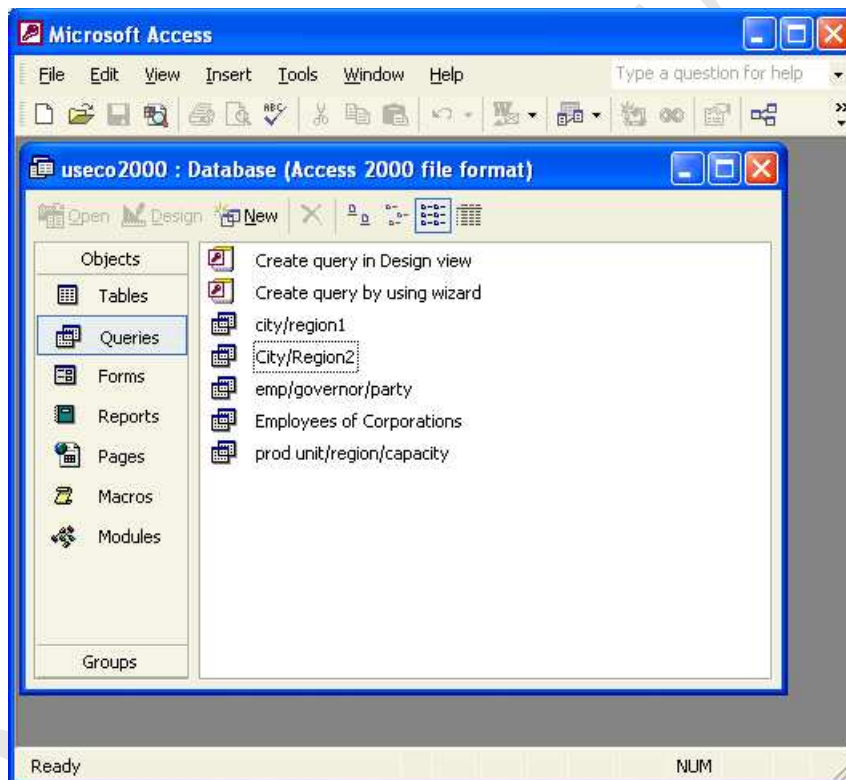 Microsoft Access
File Edit View Insert Tools Window Help Type a question for help
ABC
useco2000 : Database (Access 2000 file format)
Open Design New
Objects
Tables
Queries
Forms
Reports
Pages
Macros
Modules
Groups
Create query in Design view
Create query by using wizard
city/region1
City/Region2
emp/governor/party
Employees of Corporations
prod unit/region/capacity
Ready NUM